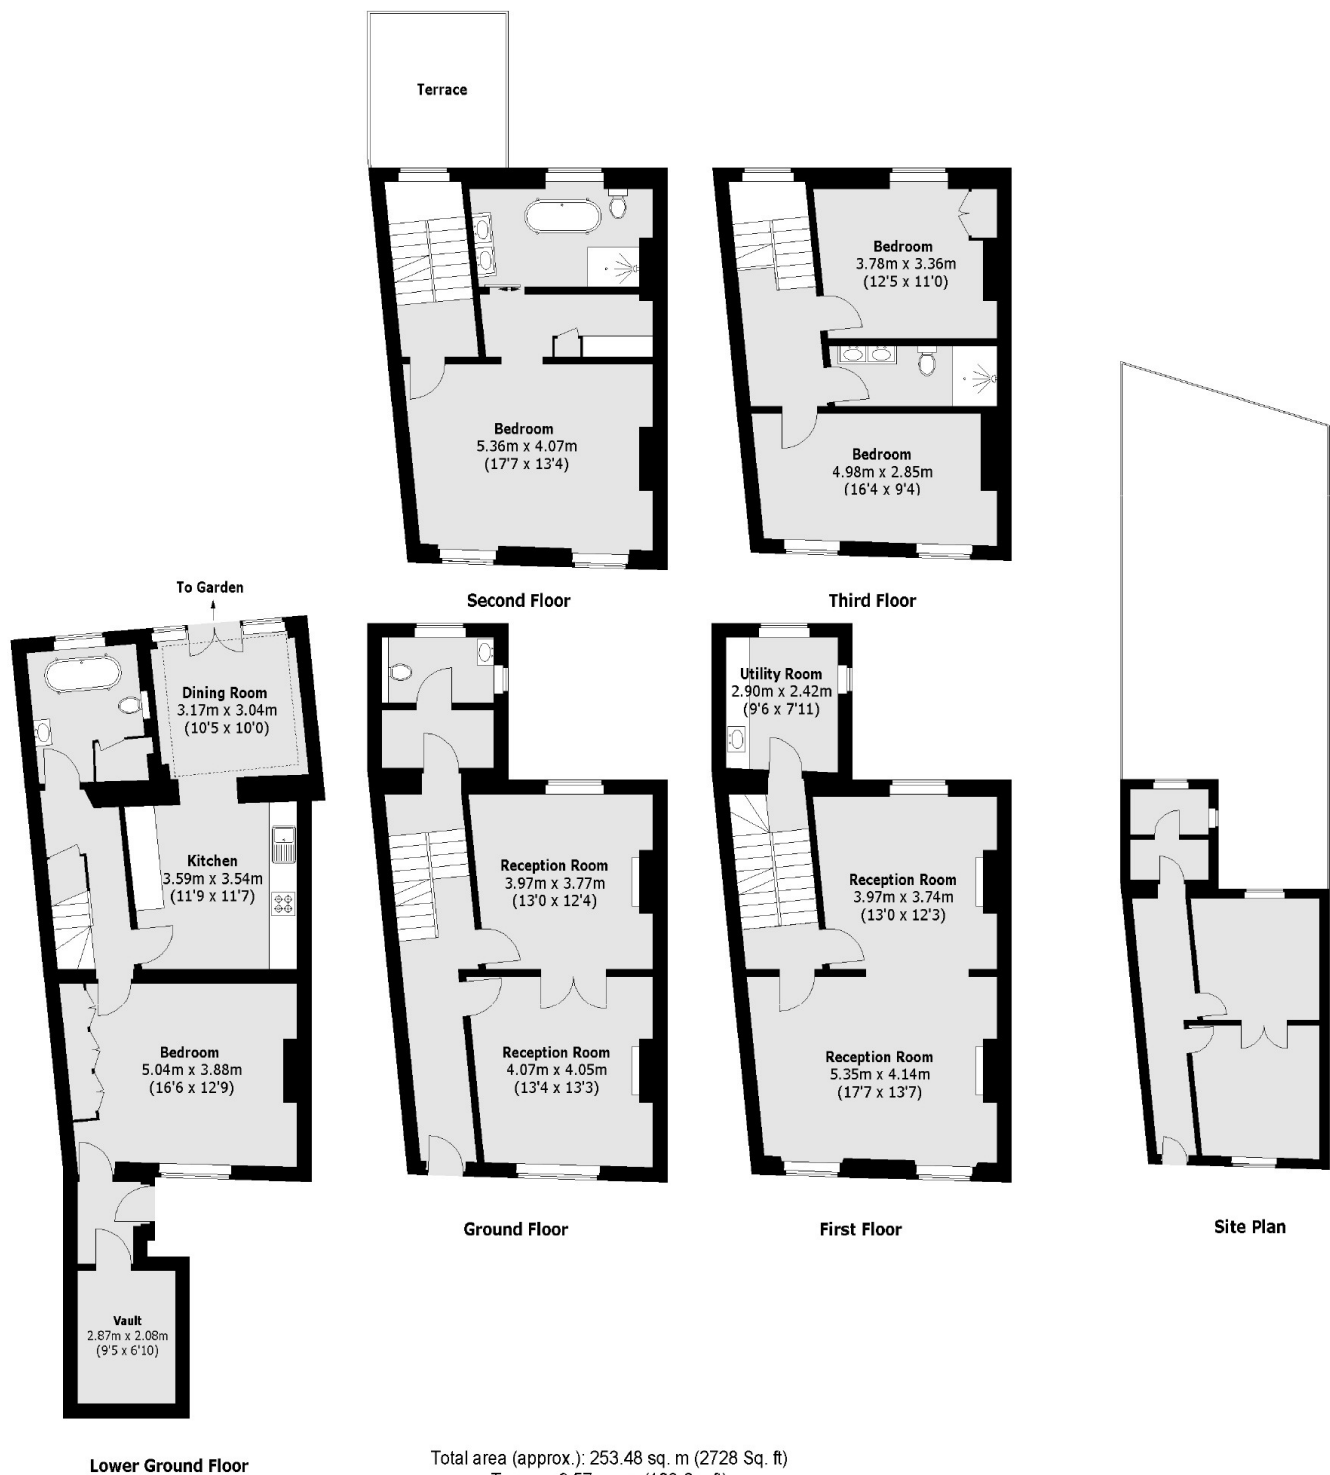 Terrace
Bedroom
5.36m x 4.07m
(17'7 x 13'4)
Second Floor
Bedroom
3.78m x 3.36m
(12'5 x 11'0)
Bedroom
4.98m x 2.85m
(16'4 x 9'4)
Third Floor
To Garden
Dining Room
3.17m x 3.04m
(10'5 x 10'0)
Kitchen
3.59m x 3.54m
(11'9 x 11'7)
Bedroom
5.04m x 3.88m
(16'6 x 12'9)
Vault
2.87m x 2.08m
(9'5 x 6'10)
Lower Ground Floor
Reception Room
3.97m x 3.77m
(13'0 x 12'4)
Reception Room
4.07m x 4.05m
(13'4 x 13'3)
Ground Floor
Utility Room
2.90m x 2.42m
(9'6 x 7'11)
Reception Room
3.97m x 3.74m
(13'0 x 12'3)
Reception Room
5.35m x 4.14m
(17'7 x 13'7)
First Floor
Site Plan
Total area (approx.): 253.48 sq. m (2728 Sq. ft)